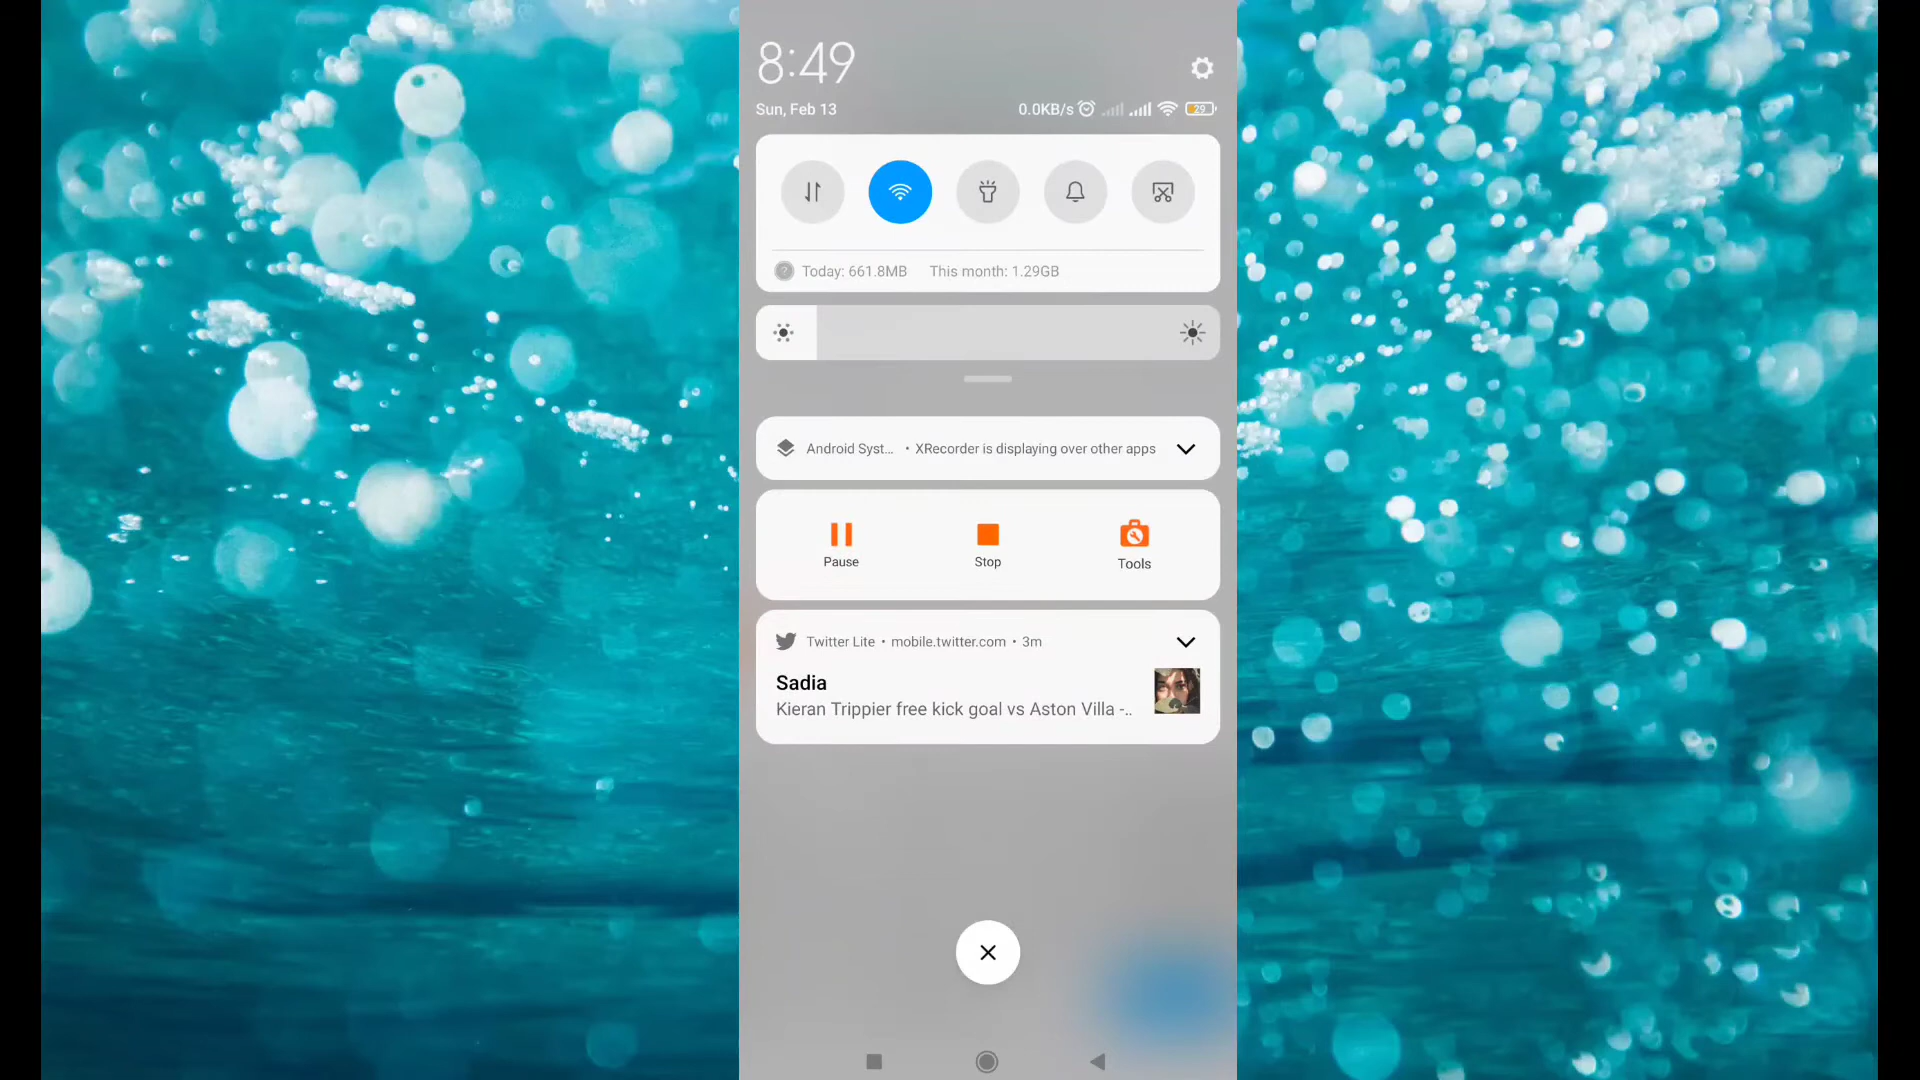 8:49
Sun, Feb 13
0.0KB/s
29
Today: 661.8MB This month: 1.29GB
Android Syst... • XRecorder is displaying over other apps
Pause
Stop
Tools
Twitter Lite • mobile.twitter.com • 3m
Sadia
Kieran Trippier free kick goal vs Aston Villa -..